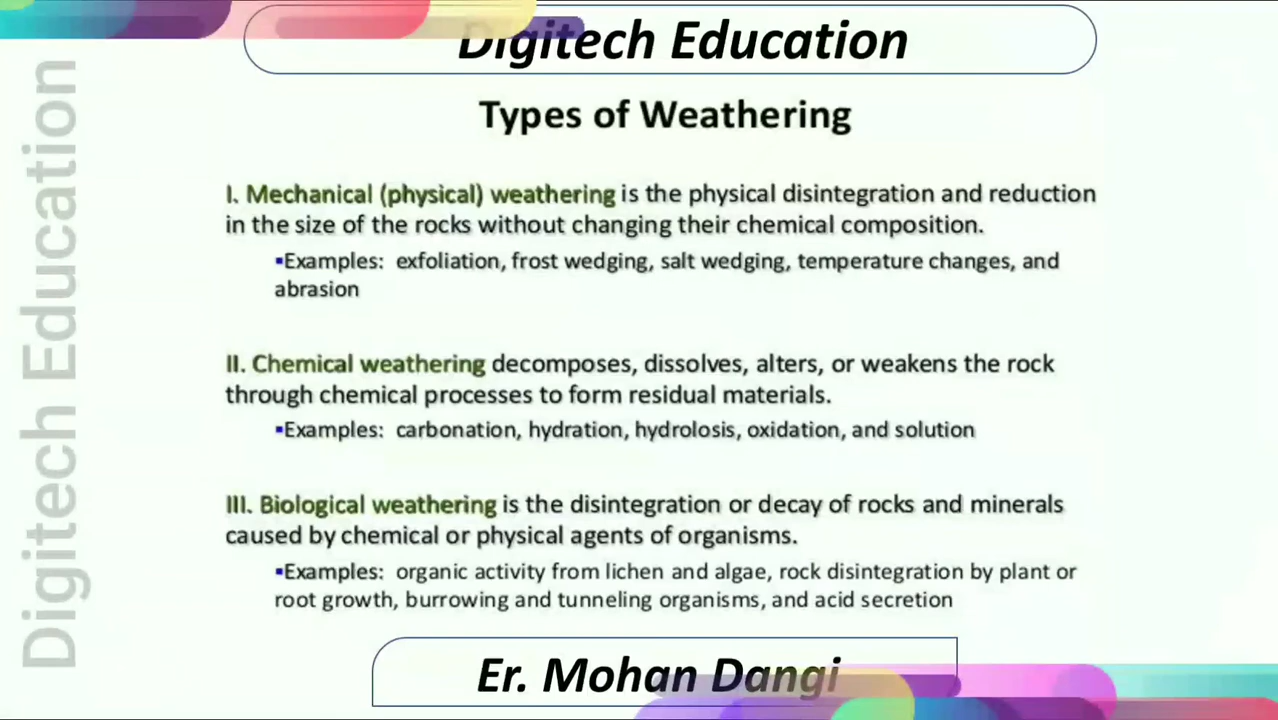 Digitech Education
Digitech Education
Types of Weathering
I. Mechanical (physical) weathering is the physical disintegration and reduction
in the size of the rocks without changing their chemical composition.
▪Examples: exfoliation, frost wedging, salt wedging, temperature changes, and
abrasion
II. Chemical weathering decomposes, dissolves, alters, or weakens the rock
through chemical processes to form residual materials.
▪Examples: carbonation, hydration, hydrolosis, oxidation, and solution
III. Biological weathering is the disintegration or decay of rocks and minerals
caused by chemical or physical agents of organisms.
▪Examples: organic activity from lichen and algae, rock disintegration by plant or
root growth, burrowing and tunneling organisms, and acid secretion
Er. Mohan Dangi